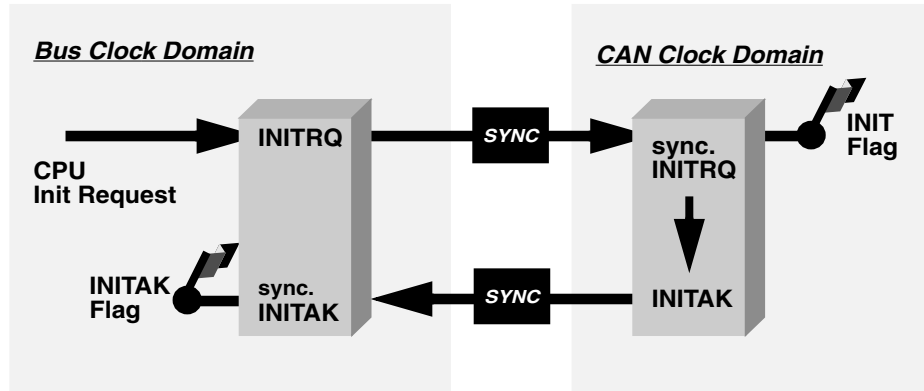 Bus Clock Domain
CAN Clock Domain
CPU
Init Request
INITRQ
SYNC
sync.
INITRQ
INIT
Flag
INITAK
Flag
sync.
INITAK
SYNC
INITAK